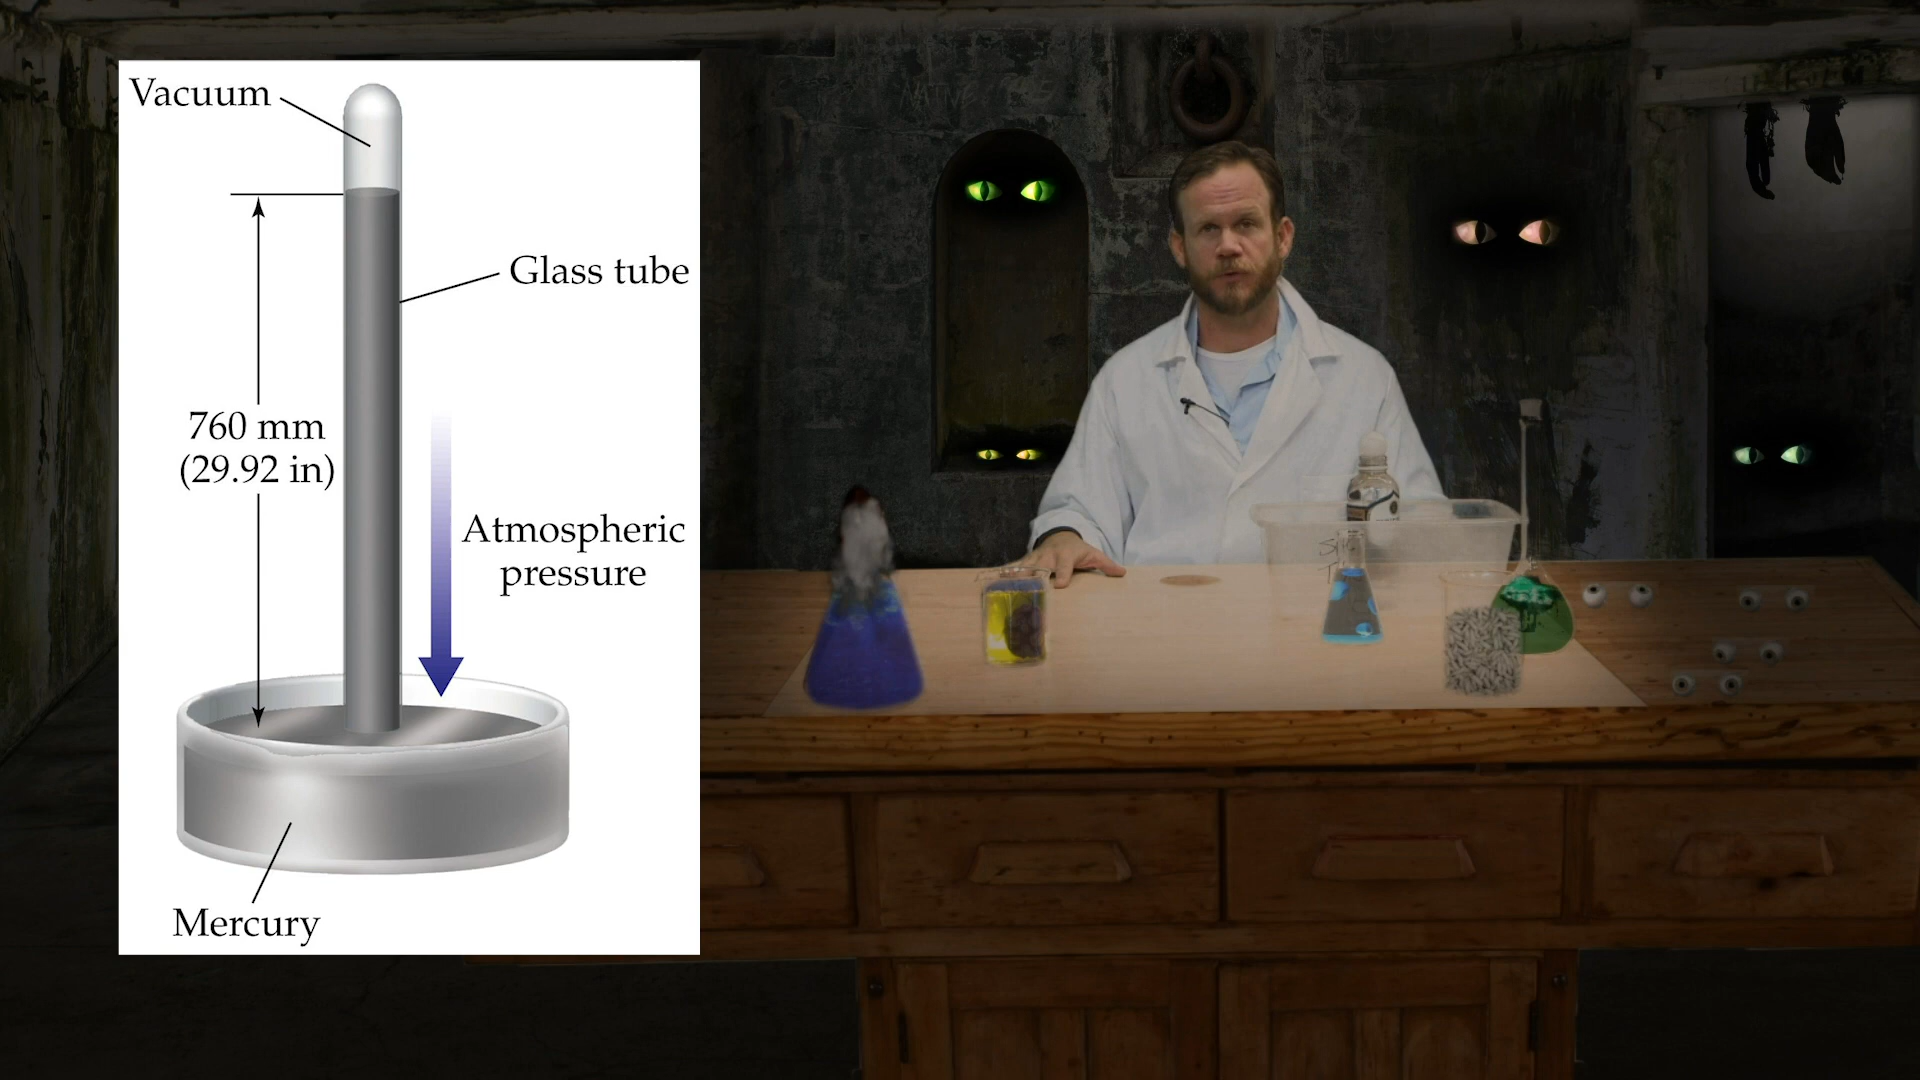 Vacuum
Glass tube
760 mm
(29.92 in)
Atmospheric
pressure
Mercury